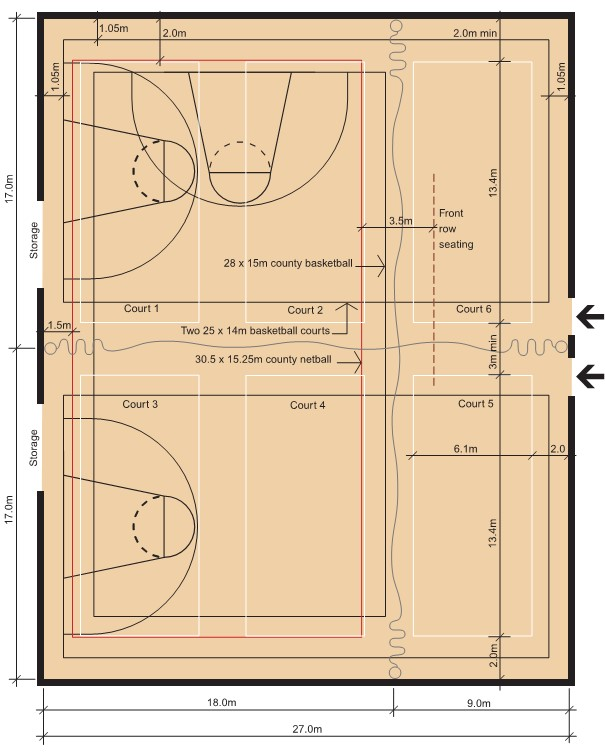 1.05m
2.0m
2.0m min
1.05m
1.05m
17.0m
13.4m
3.5m
Front
row
seating
Storage
28 x 15m county basketball
Court 1
Court 2
Court 6
1.5m
Two 25 x 14m basketball courts
3m min
30.5 x 15.25m county netball
Court 3
Court 4
Court 5
Storage
6.1m
2.0
17.0m
13.4m
2.0m
18.0m
9.0m
27.0m